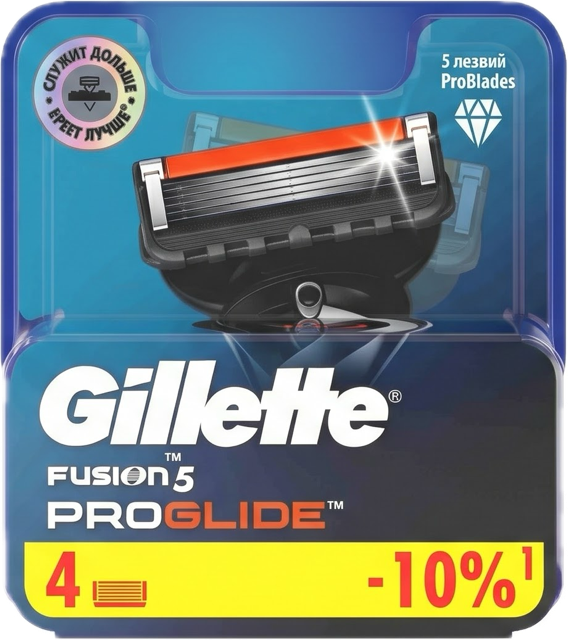 СЛУЖИТ ДОЛЬШЕ
БРЕЕТ ЛУЧШЕ®
5 лезвий
ProBlades
Gillette®
FUSION5™
PROGLIDE™
4
-10%¹